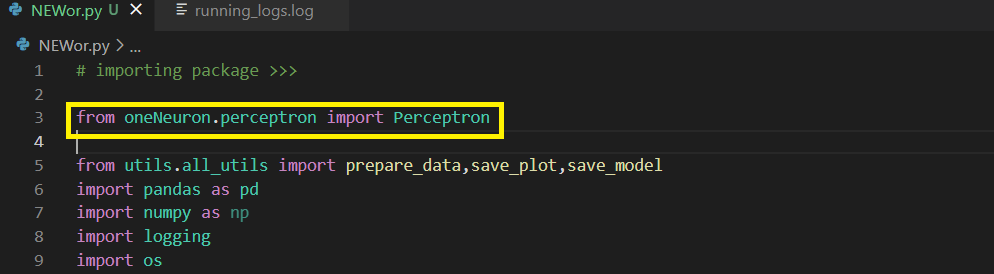 NEWor.py U X running_logs.log
NEWor.py > ...
1 # importing package >>>
2
3 from oneNeuron.perceptron import Perceptron
4
5 from utils.all_utils import prepare_data,save_plot,save_model
6 import pandas as pd
7 import numpy as np
8 import logging
9 import os